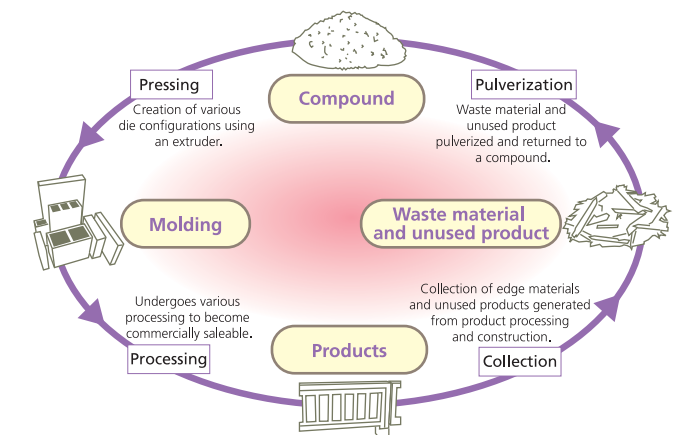 Compound
Pressing
Creation of various
die configurations using
an extruder.
Molding
Undergoes various
processing to become
commercially saleable.
Processing
Products
Collection of edge materials
and unused products generated
from product processing
and construction.
Collection
Waste material
and unused product
Pulverization
Waste material and
unused product
pulverized and returned to
a compound.